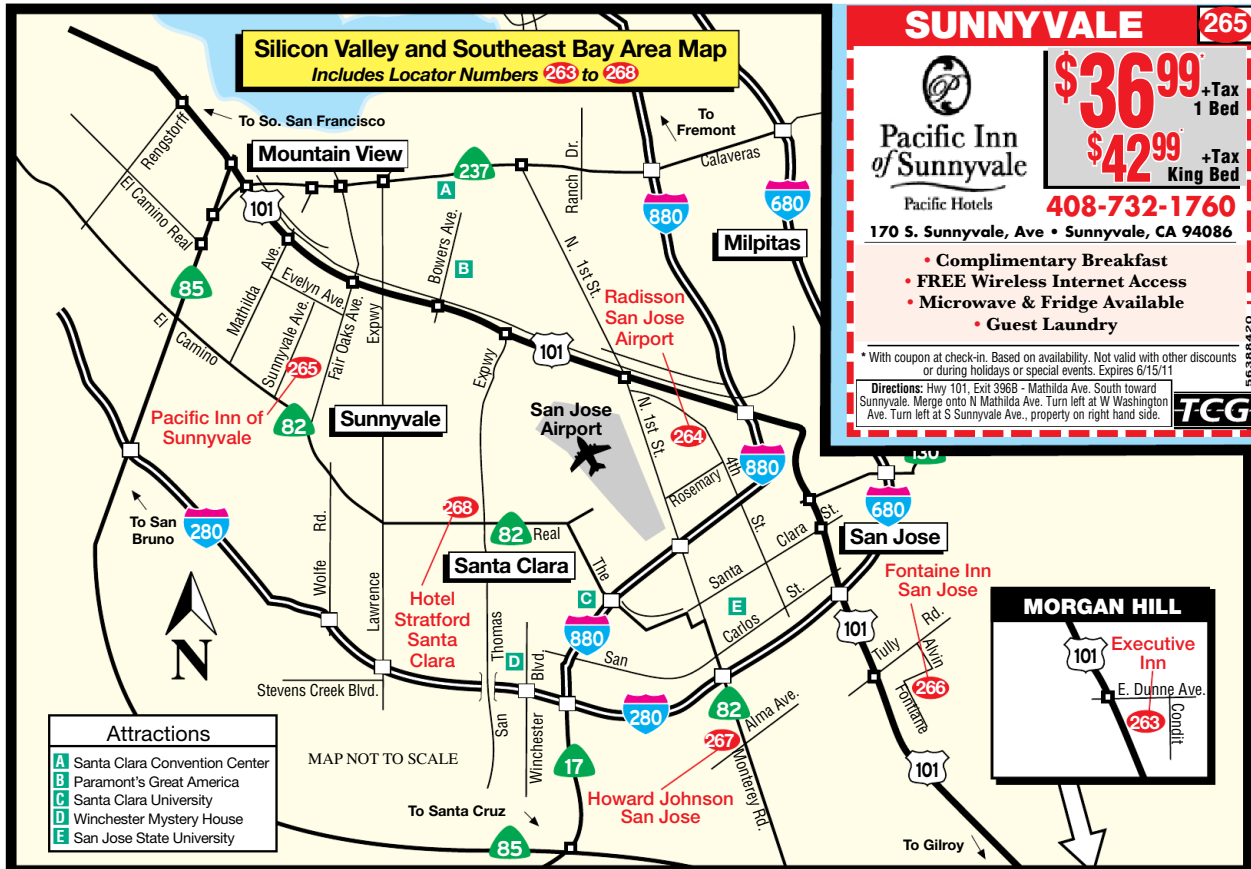 Silicon Valley and Southeast Bay Area Map
Includes Locator Numbers 263 to 268
SUNNYVALE 265
Pacific Inn
of Sunnyvale
Pacific Hotels
$36.99* +Tax
1 Bed
$42.99* +Tax
King Bed
408-732-1760
170 S. Sunnyvale, Ave • Sunnyvale, CA 94086
• Complimentary Breakfast
• FREE Wireless Internet Access
• Microwave & Fridge Available
• Guest Laundry
* With coupon at check-in. Based on availability. Not valid with other discounts
or during holidays or special events. Expires 6/15/11
Directions: Hwy 101, Exit 396B - Mathilda Ave. South toward
Sunnyvale. Merge onto N Mathilda Ave. Turn left at W Washington
Ave. Turn left at S Sunnyvale Ave., property on right hand side.
TCG
56388420
To So. San Francisco
Rengstorff
Mountain View
El Camino Real
101
237
A
Ranch Dr.
To
Fremont
Calaveras
880
680
Milpitas
85
Mathilda Ave.
Evelyn Ave.
Sunnyvale Ave.
Fair Oaks Ave.
Expwy
Bowers Ave.
B
N. 1st St.
Radisson
San Jose
Airport
El Camino
265
Pacific Inn of
Sunnyvale
82
Sunnyvale
Expwy
101
San Jose
Airport
N. 1st St.
264
4th
St.
Rosemary
880
130
680
To San
Bruno
280
Wolfe Rd.
Lawrence
268
82
Real
Santa Clara
Hotel
Stratford
Santa
Clara
The
C
880
Santa Clara St.
E
San Carlos St.
San Jose
Fontaine Inn
San Jose
101
Tully Rd.
Alvin
Fontiane
266
N
Thomas
San
D
Winchester Blvd.
Stevens Creek Blvd.
280
82
Alma Ave.
267
Monterey Rd.
Howard Johnson
San Jose
17
101
MAP NOT TO SCALE
To Santa Cruz
85
To Gilroy
Attractions
A Santa Clara Convention Center
B Paramont's Great America
C Santa Clara University
D Winchester Mystery House
E San Jose State University
MORGAN HILL
101
Executive
Inn
E. Dunne Ave.
263
Condit